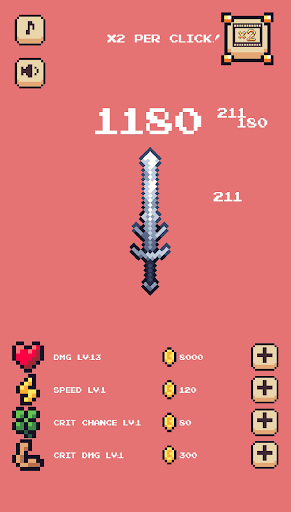 X2 PER CLICK!
X2
1180
211
180
211
DMG LV.13
8000
SPEED LV.1
120
CRIT CHANCE LV.1
80
CRIT DMG LV.1
300